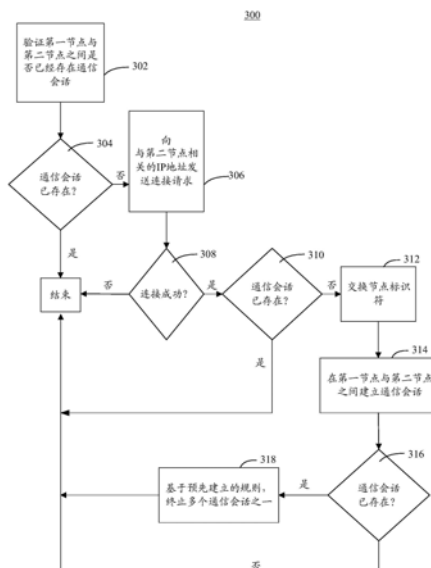 300
验证第一节点与
第二节点之间是
否已经存在通信
会话
302
304
通信会话
已存在?
否
向
与第二节点相
关的IP地址发
送连接请求
306
是
结束
否
308
连接成功?
是
310
通信会话
已存在?
否
312
交换节点标识
符
是
314
在第一节点与第二节点
之间建立通信会话
318
基于预先建立的规则,
终止多个通信会话之一
是
316
通信会话
已存在?
否